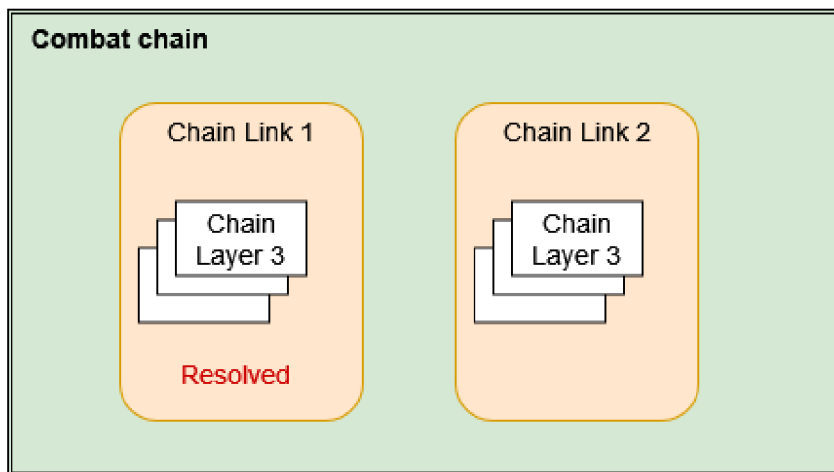 Combat chain
Chain Link 1
Chain
Layer 3
Resolved
Chain Link 2
Chain
Layer 3